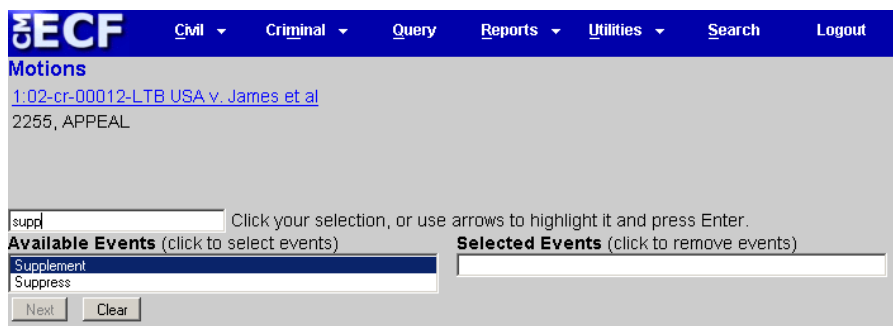 CM ECF Civil Criminal Query Reports Utilities Search Logout
Motions
1:02-cr-00012-LTB USA v. James et al
2255, APPEAL
supp Click your selection, or use arrows to highlight it and press Enter.
Available Events (click to select events) Selected Events (click to remove events)
Supplement
Suppress
Next Clear